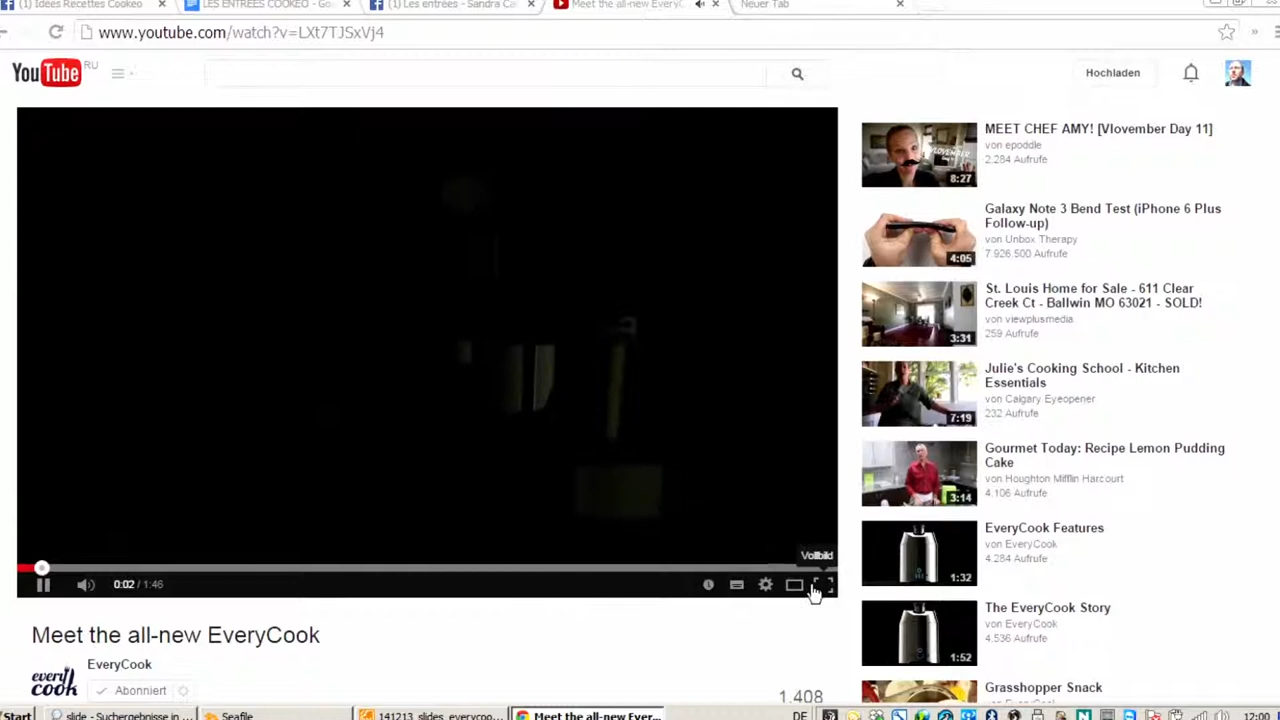 (1) Idées Recettes Cookeo
LES ENTREES COOKEO - Go
(1) Les entrées - Sandra Ca
Meet the all-new EveryC
Neuer Tab
www.youtube.com/watch?v=LXt7TJSxVj4
YouTube RU
Hochladen
MEET CHEF AMY! [Vlovember Day 11]
von epoddle
2.284 Aufrufe
8:27
Galaxy Note 3 Bend Test (iPhone 6 Plus
Follow-up)
von Unbox Therapy
7.926.500 Aufrufe
4:05
St. Louis Home for Sale - 611 Clear
Creek Ct - Ballwin MO 63021 - SOLD!
von viewplusmedia
259 Aufrufe
3:31
Julie's Cooking School - Kitchen
Essentials
von Calgary Eyeopener
232 Aufrufe
7:19
Gourmet Today: Recipe Lemon Pudding
Cake
von Houghton Mifflin Harcourt
4.106 Aufrufe
3:14
EveryCook Features
von EveryCook
4.284 Aufrufe
1:32
The EveryCook Story
von EveryCook
4.536 Aufrufe
1:52
Grasshopper Snack
Vollbild
0:02 / 1:46
Meet the all-new EveryCook
every cook
EveryCook
Abonniert
1.408
Start
slide - Suchergebnisse in ...
141213_slides_everycoo...
Meet the all-new Ever...
DE
12:00